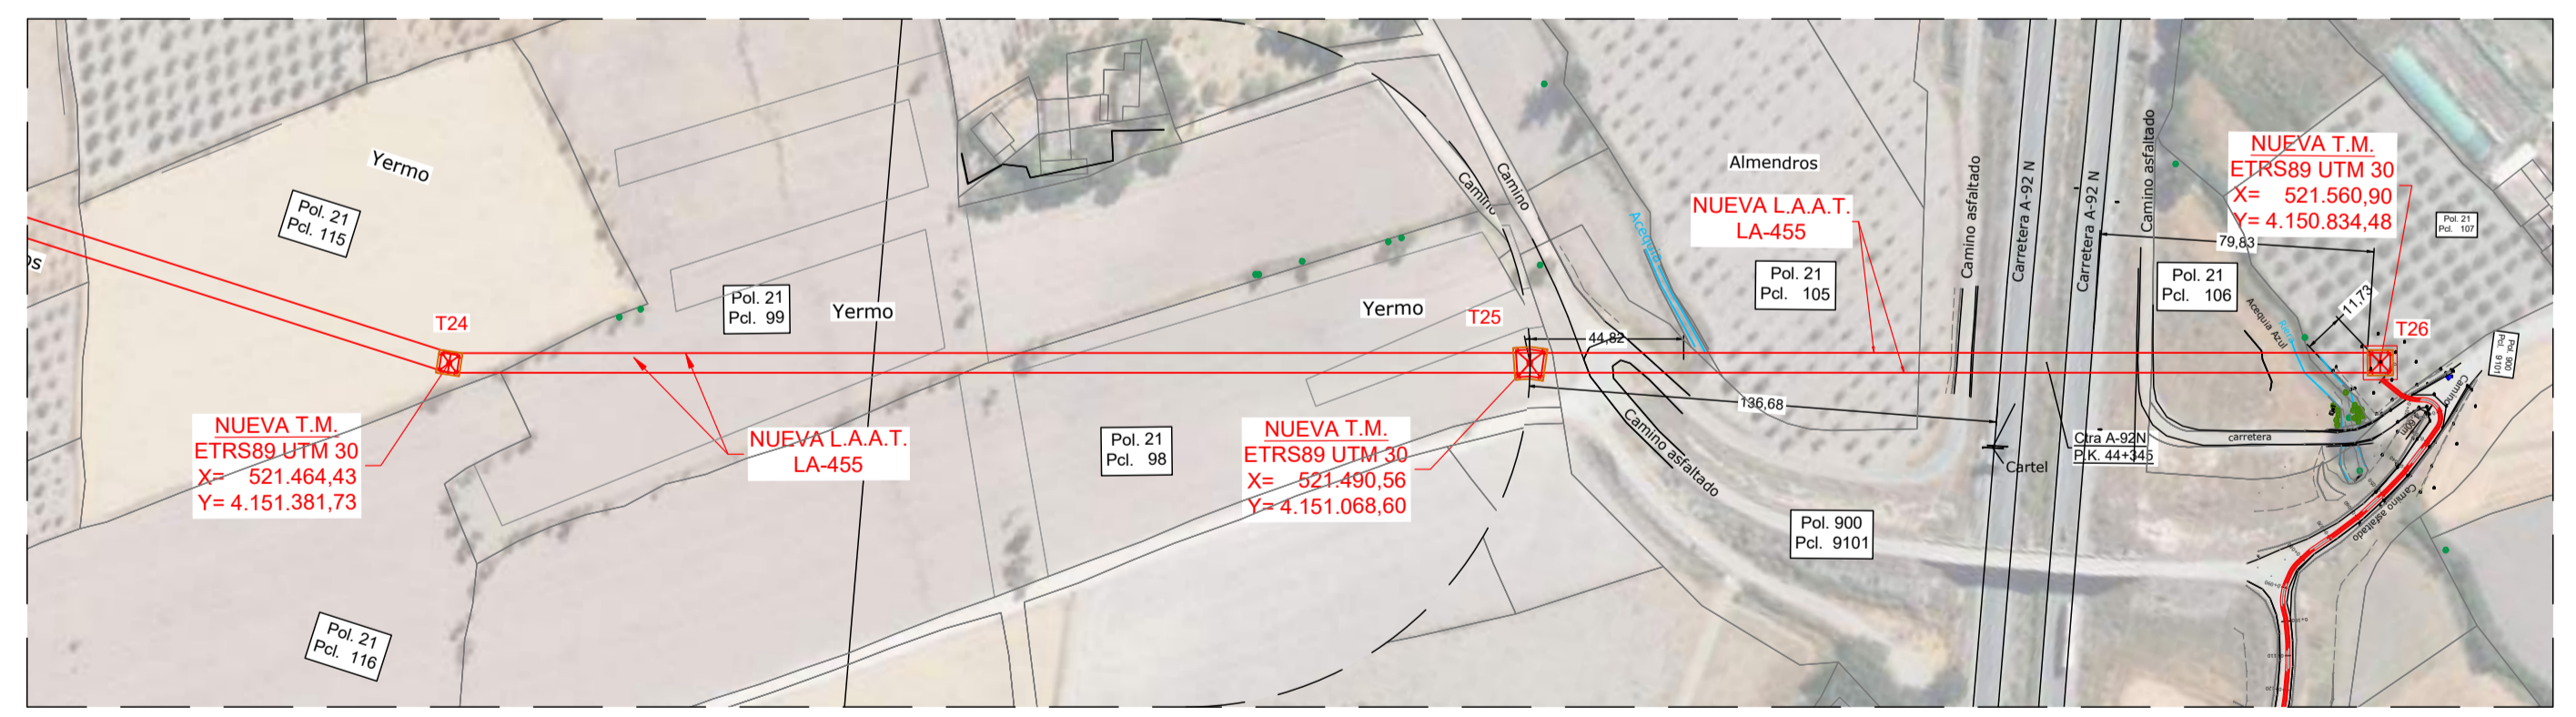 Yermo
Pol. 21
Pcl. 115
os
T24
NUEVA T.M.
ETRS89 UTM 30
X= 521.464,43
Y= 4.151.381,73
Pol. 21
Pcl. 116
Pol. 21
Pcl. 99
Yermo
NUEVA L.A.A.T.
LA-455
Pol. 21
Pcl. 98
Yermo
T25
NUEVA T.M.
ETRS89 UTM 30
X= 521.490,56
Y= 4.151.068,60
Camino
Camino
44,82
136,68
Camino asfaltado
Acequia
Almendros
NUEVA L.A.A.T.
LA-455
Pol. 21
Pcl. 105
Pol. 900
Pcl. 9101
Camino asfaltado
Carretera A-92 N
Carretera A-92 N
Camino asfaltado
Cartel
Ctra A-92N
P.K. 44+345
79,83
Pol. 21
Pcl. 106
NUEVA T.M.
ETRS89 UTM 30
X= 521.560,90
Y= 4.150.834,48
Pol. 21
Pcl. 107
11,73
Acequia Azul
T26
Pol. 900
Pcl. 9101
Camino
carretera
Camino asfaltado